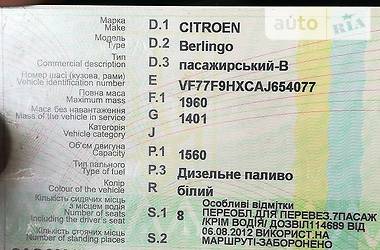 Марка
Make D.1 CITROEN
Модель
Type D.2 Berlingo
Тип
Commercial description D.3 пасажирський-В
Номер шасі (кузова, рами)
Vehicle identification number E VF77F9HXCAJ654077
Повна маса
Maximum mass F.1 1960
Маса без навантаження
Mass of the vehicle in service G 1401
Категорія
Vehicle category J
Об'єм двигуна
Capacity P.1 1560
Тип пального
Type of fuel P.3 Дизельне паливо
Колір
Colour of the vehicle R білий
Кількість сидячих місць
з місцем водія
Number of seats
including the driver's seat S.1 8
Кількість стоячих місць
Number of standing places S.2
Особливі відмітки
ПЕРЕОБЛ.ДЛЯ ПЕРЕВЕЗ.7ПАСАЖ
/КРІМ ВОДІЯ/ ДОЗВІЛ114689 ВІД
06.08.2012 ВИКОРИСТ.НА
МАРШРУТІ-ЗАБОРОНЕНО
auto
RIA